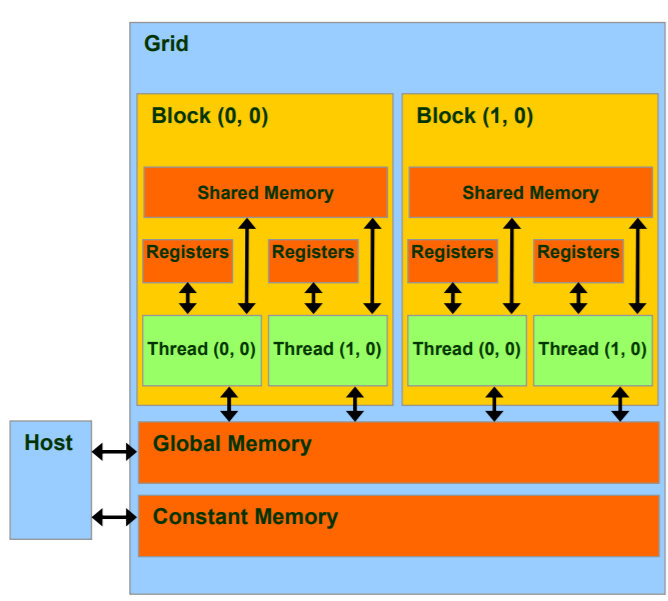 Grid
Block (0, 0)
Block (1, 0)
Shared Memory
Shared Memory
Registers
Registers
Registers
Registers
Thread (0, 0)
Thread (1, 0)
Thread (0, 0)
Thread (1, 0)
Host
Global Memory
Constant Memory